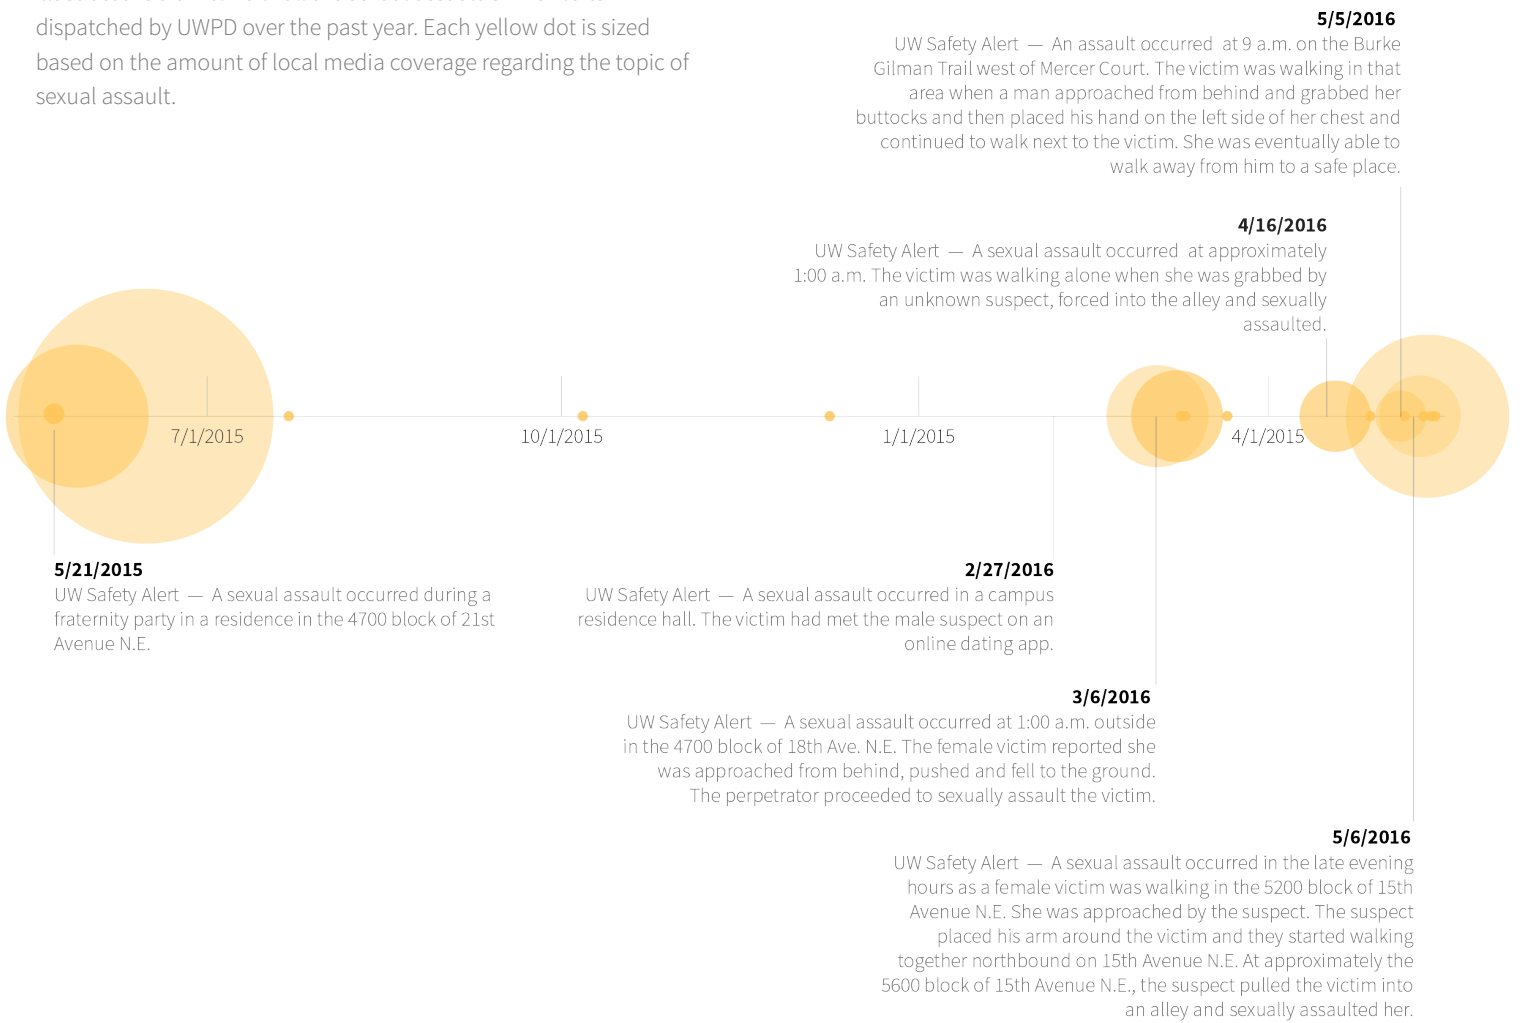 dispatched by UWPD over the past year. Each yellow dot is sized
based on the amount of local media coverage regarding the topic of
sexual assault.
5/5/2016
UW Safety Alert — An assault occurred at 9 a.m. on the Burke
Gilman Trail west of Mercer Court. The victim was walking in that
area when a man approached from behind and grabbed her
buttocks and then placed his hand on the left side of her chest and
continued to walk next to the victim. She was eventually able to
walk away from him to a safe place.
4/16/2016
UW Safety Alert — A sexual assault occurred at approximately
1:00 a.m. The victim was walking alone when she was grabbed by
an unknown suspect, forced into the alley and sexually
assaulted.
7/1/2015
10/1/2015
1/1/2015
4/1/2015
5/21/2015
UW Safety Alert — A sexual assault occurred during a
fraternity party in a residence in the 4700 block of 21st
Avenue N.E.
2/27/2016
UW Safety Alert — A sexual assault occurred in a campus
residence hall. The victim had met the male suspect on an
online dating app.
3/6/2016
UW Safety Alert — A sexual assault occurred at 1:00 a.m. outside
in the 4700 block of 18th Ave. N.E. The female victim reported she
was approached from behind, pushed and fell to the ground.
The perpetrator proceeded to sexually assault the victim.
5/6/2016
UW Safety Alert — A sexual assault occurred in the late evening
hours as a female victim was walking in the 5200 block of 15th
Avenue N.E. She was approached by the suspect. The suspect
placed his arm around the victim and they started walking
together northbound on 15th Avenue N.E. At approximately the
5600 block of 15th Avenue N.E., the suspect pulled the victim into
an alley and sexually assaulted her.